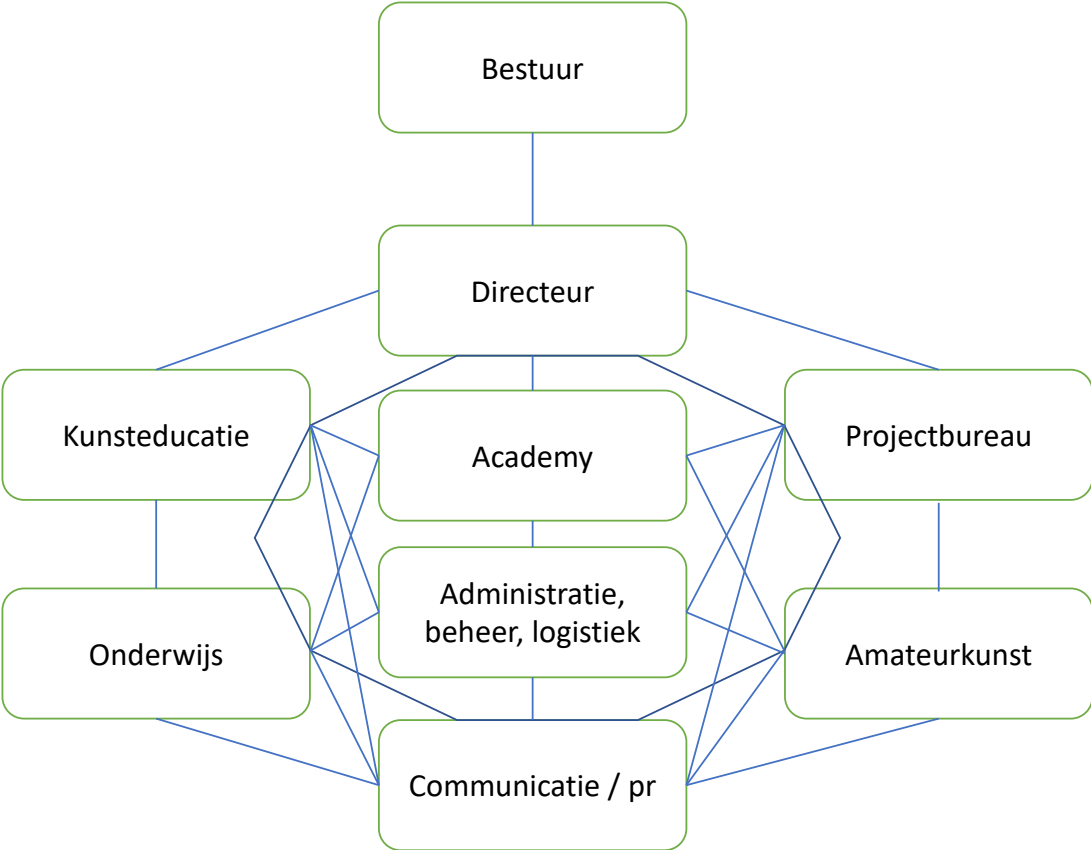 Bestuur
Directeur
Kunsteducatie
Academy
Projectbureau
Administratie,
beheer, logistiek
Onderwijs
Amateurkunst
Communicatie / pr